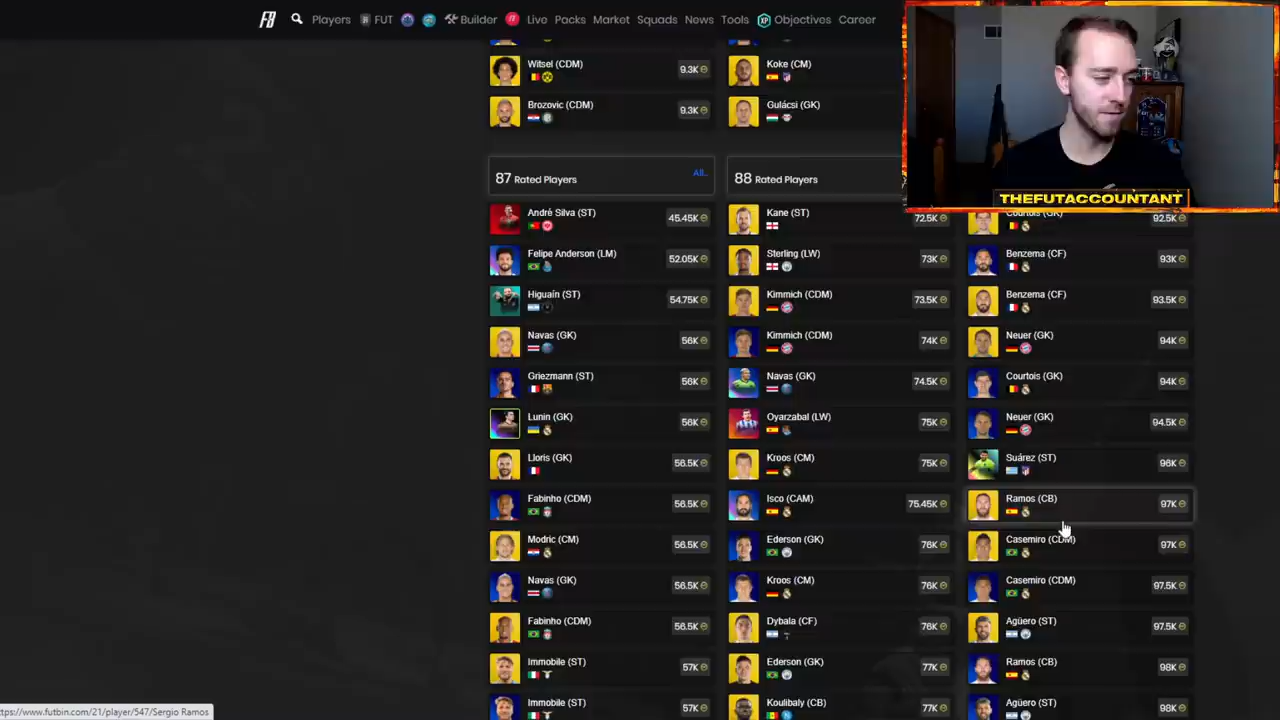 Players FUT Builder Live Packs Market Squads News Tools XP Objectives Career
Witsel (CDM) 9.3K
Koke (CM)
Brozovic (CDM) 9.3K
Gulácsi (GK)
THEFUTACCOUNTANT
87 Rated Players All..
88 Rated Players
André Silva (ST) 45.45K
Kane (ST) 72.5K
Courtois (GK) 92.5K
Felipe Anderson (LM) 52.05K
Sterling (LW) 73K
Benzema (CF) 93K
Higuaín (ST) 54.75K
Kimmich (CDM) 73.5K
Benzema (CF) 93.5K
Navas (GK) 56K
Kimmich (CDM) 74K
Neuer (GK) 94K
Griezmann (ST) 56K
Navas (GK) 74.5K
Courtois (GK) 94K
Lunin (GK) 56K
Oyarzabal (LW) 75K
Neuer (GK) 94.5K
Lloris (GK) 56.5K
Kroos (CM) 75K
Suárez (ST) 96K
Fabinho (CDM) 56.5K
Isco (CAM) 75.45K
Ramos (CB) 97K
Modric (CM) 56.5K
Ederson (GK) 76K
Casemiro (CDM) 97K
Navas (GK) 56.5K
Kroos (CM) 76K
Casemiro (CDM) 97.5K
Fabinho (CDM) 56.5K
Dybala (CF) 76K
Agüero (ST) 97.5K
Immobile (ST) 57K
Ederson (GK) 77K
Ramos (CB) 98K
Immobile (ST) 57K
Koulibaly (CB) 77K
Agüero (ST) 98K
ttps://www.futbin.com/21/player/547/Sergio Ramos